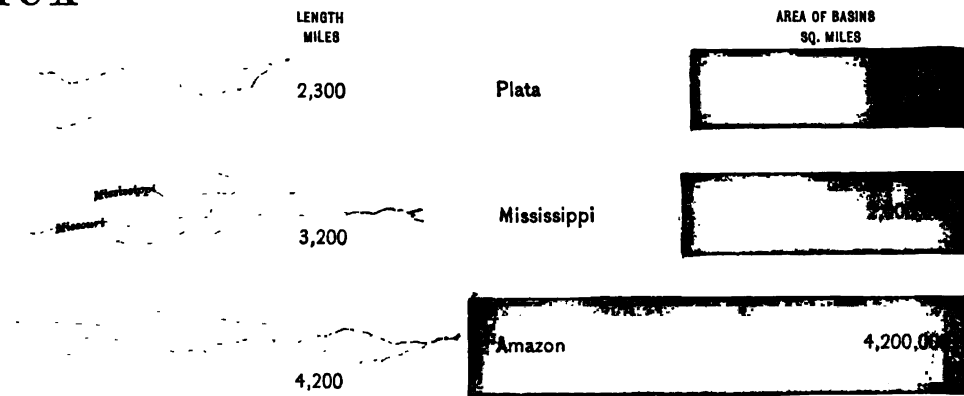 LENGTH
MILES
AREA OF BASINS
SQ. MILES
2,300
Plata
Mississippi
Missouri
3,200
Mississippi
4,200
Amazon